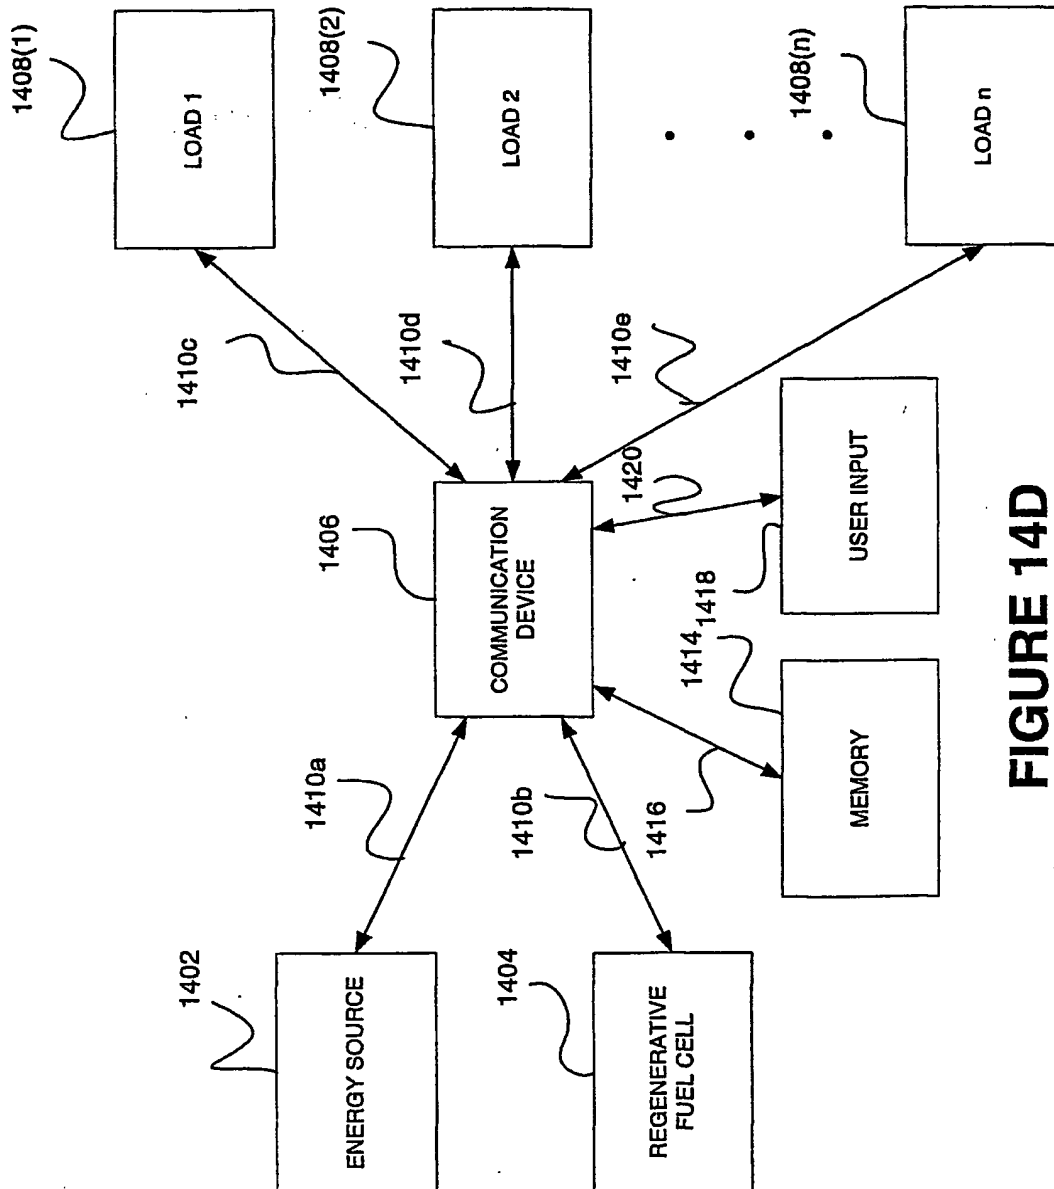 1402
ENERGY SOURCE
1404
REGENERATIVE
FUEL CELL
1410a
1410b
1406
COMMUNICATION
DEVICE
1416
1414
MEMORY
1418
USER INPUT
1420
1410c
1410d
1410e
1408(1)
LOAD 1
1408(2)
LOAD 2
1408(n)
LOAD n
FIGURE 14D